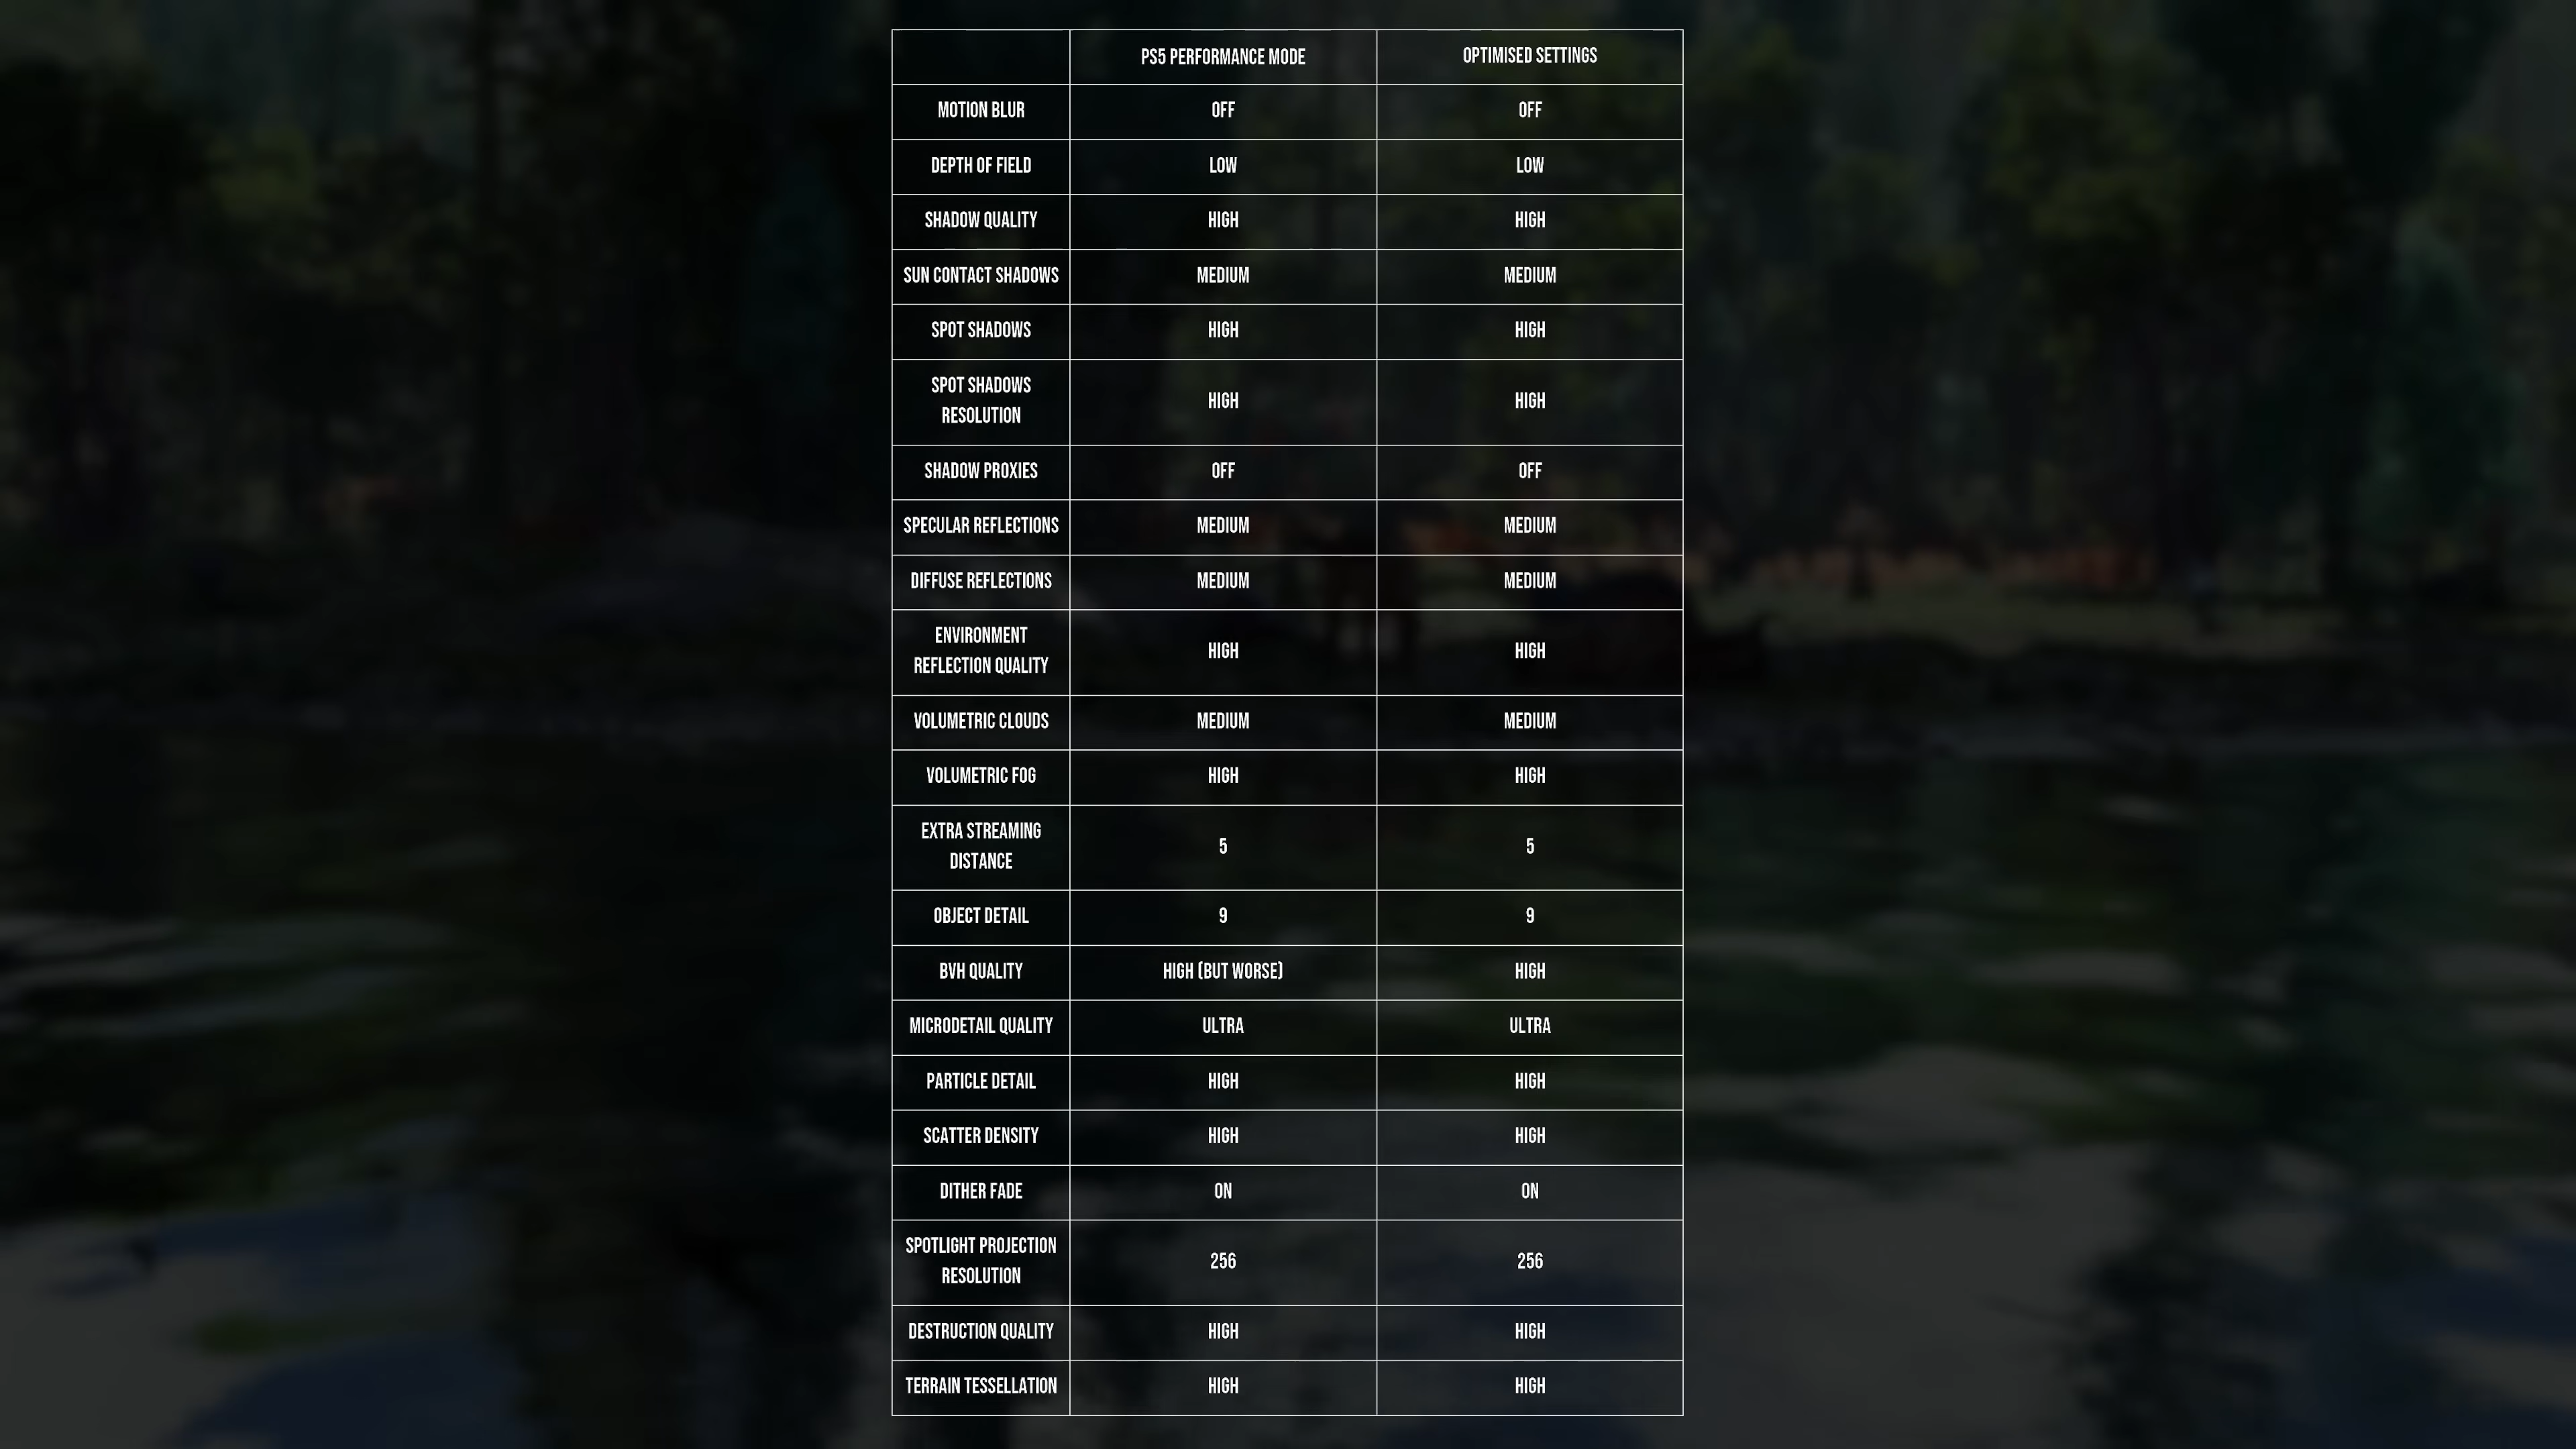 PS5 PERFORMANCE MODE OPTIMISED SETTINGS
MOTION BLUR OFF OFF
DEPTH OF FIELD LOW LOW
SHADOW QUALITY HIGH HIGH
SUN CONTACT SHADOWS MEDIUM MEDIUM
SPOT SHADOWS HIGH HIGH
SPOT SHADOWS
RESOLUTION HIGH HIGH
SHADOW PROXIES OFF OFF
SPECULAR REFLECTIONS MEDIUM MEDIUM
DIFFUSE REFLECTIONS MEDIUM MEDIUM
ENVIRONMENT
REFLECTION QUALITY HIGH HIGH
VOLUMETRIC CLOUDS MEDIUM MEDIUM
VOLUMETRIC FOG HIGH HIGH
EXTRA STREAMING
DISTANCE 5 5
OBJECT DETAIL 9 9
BVH QUALITY HIGH (BUT WORSE) HIGH
MICRODETAIL QUALITY ULTRA ULTRA
PARTICLE DETAIL HIGH HIGH
SCATTER DENSITY HIGH HIGH
DITHER FADE ON ON
SPOTLIGHT PROJECTION
RESOLUTION 256 256
DESTRUCTION QUALITY HIGH HIGH
TERRAIN TESSELLATION HIGH HIGH